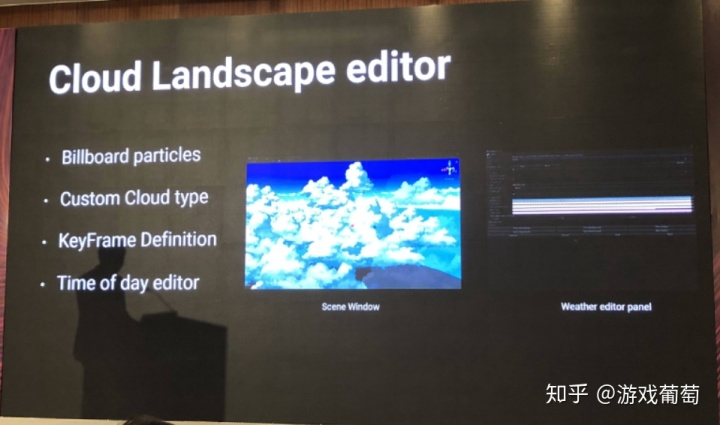 Cloud Landscape editor
• Billboard particles
• Custom Cloud type
• KeyFrame Definition
• Time of day editor
Scene Window
Weather editor panel
知乎 @游戏葡萄